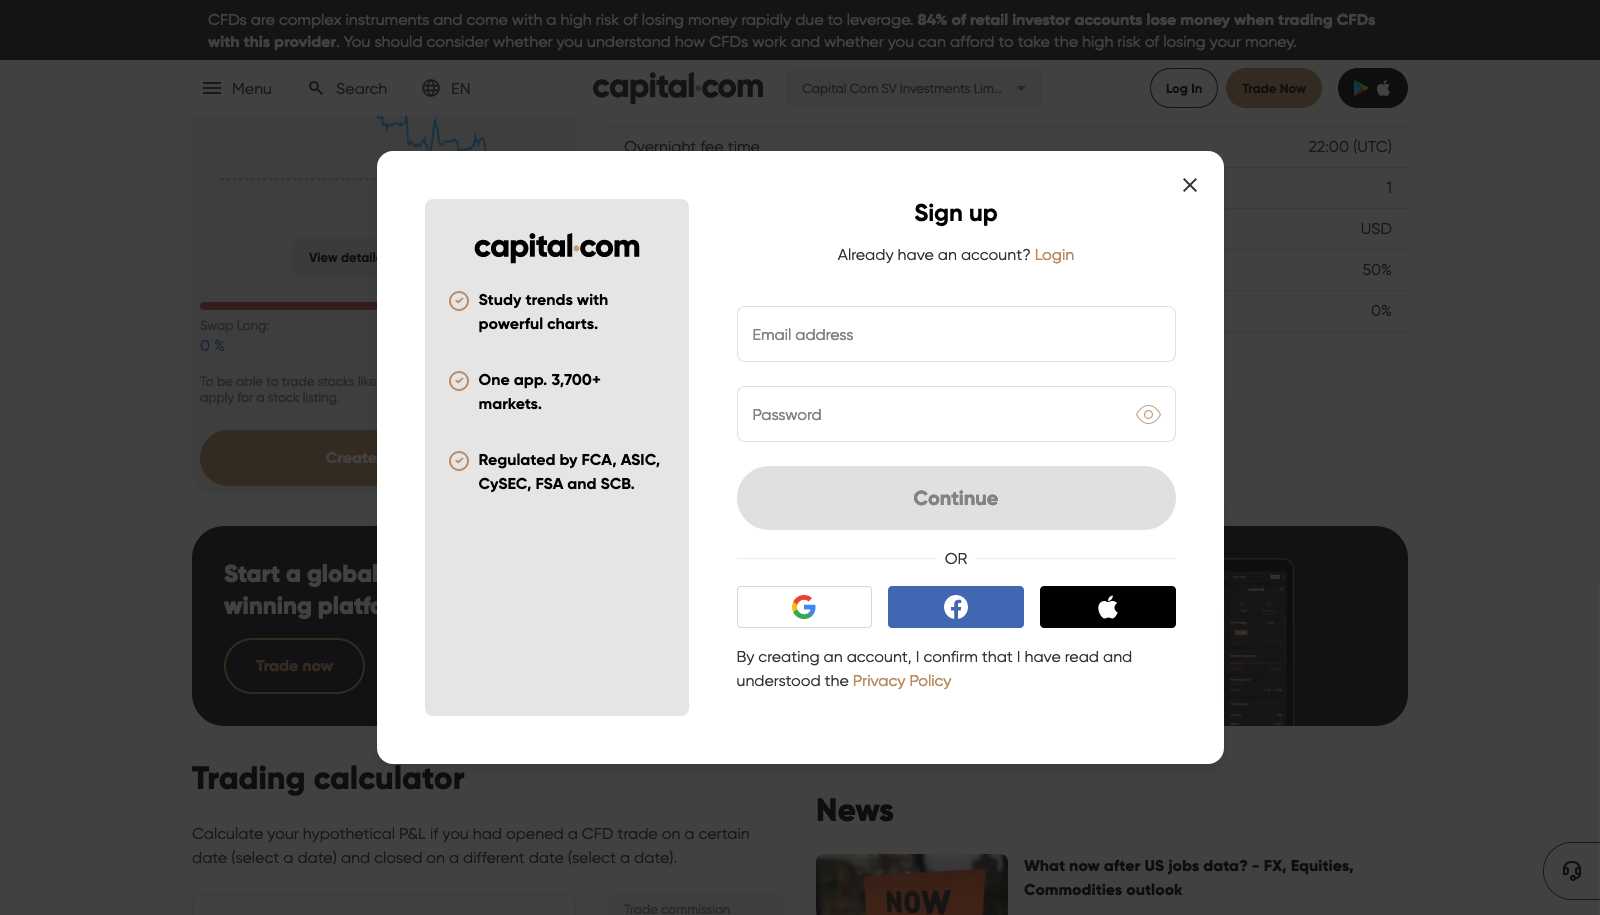 CFDs are complex instruments and come with a high risk of losing money rapidly due to leverage. 84% of retail investor accounts lose money when trading CFDs
with this provider. You should consider whether you understand how CFDs work and whether you can afford to take the high risk of losing your money.
Menu
Search
EN
capital.com
Capital Com SV Investments Lim...
Log In
Trade Now
Overnight fee time
22:00 (UTC)
1
USD
50%
0%
View detaile
Swap Long:
0 %
To be able to trade stocks like
apply for a stock listing.
Create
Sign up
Already have an account? Login
capital.com
Study trends with
powerful charts.
One app. 3,700+
markets.
Regulated by FCA, ASIC,
CySEC, FSA and SCB.
Email address
Password
Continue
OR
By creating an account, I confirm that I have read and
understood the Privacy Policy
Start a global
winning platfo
Trade now
Trading calculator
Calculate your hypothetical P&L if you had opened a CFD trade on a certain
date (select a date) and closed on a different date (select a date).
Trade commission
News
NOW
What now after US jobs data? - FX, Equities,
Commodities outlook